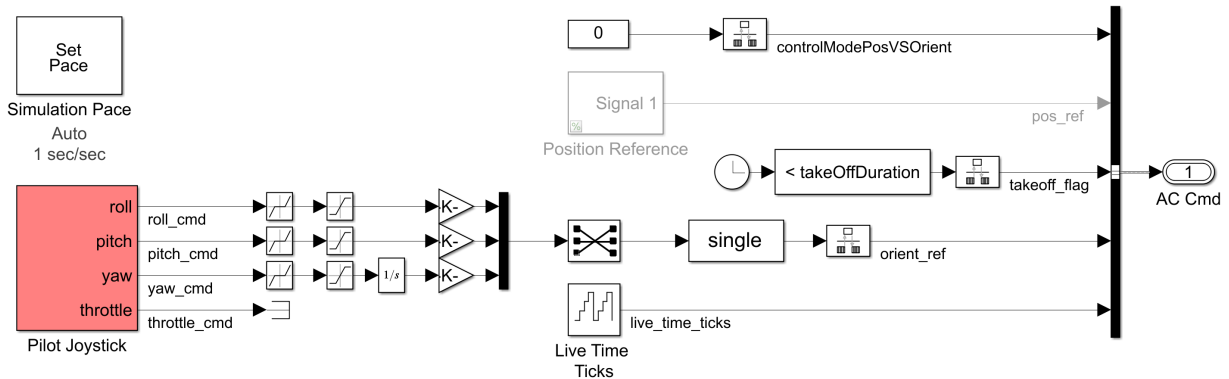 Set
Pace
Simulation Pace
Auto
1 sec/sec
roll
pitch
yaw
throttle
Pilot Joystick
roll_cmd
pitch_cmd
yaw_cmd
throttle_cmd
1/s
K-
K-
K-
0
controlModePosVSOrient
Signal 1
%
Position Reference
pos_ref
< takeOffDuration
takeoff_flag
single
orient_ref
live_time_ticks
Live Time
Ticks
1
AC Cmd